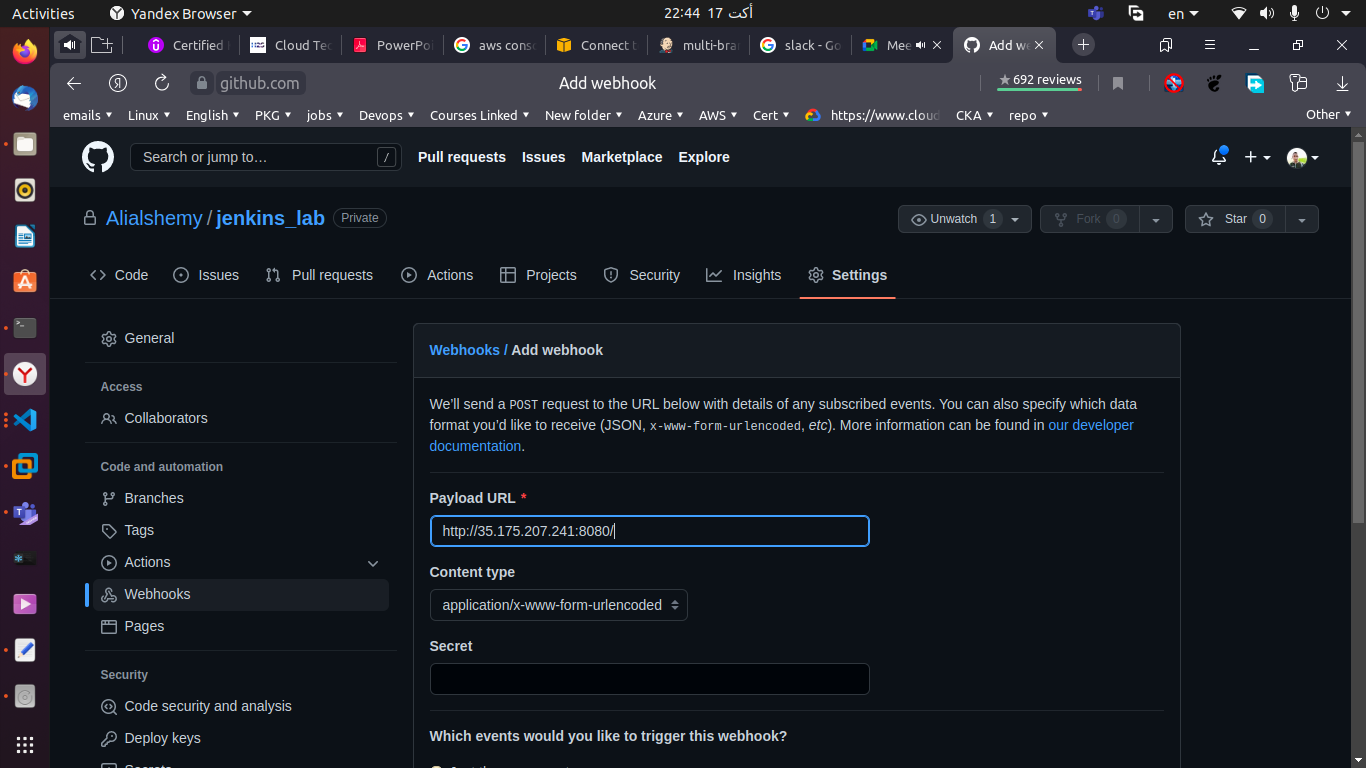 Activities
Yandex Browser
22:44 17 أكت
en
Certified
Cloud Tec
PowerPoi
aws conso
Connect t
multi-bran
slack - Go
Mee
Add we
github.com
Add webhook
692 reviews
emails
Linux
English
PKG
jobs
Devops
Courses Linked
New folder
Azure
AWS
Cert
https://www.cloud
CKA
repo
Other
Search or jump to…
/
Pull requests
Issues
Marketplace
Explore
Alialshemy / jenkins_lab
Private
Unwatch 1
Fork 0
Star 0
Code
Issues
Pull requests
Actions
Projects
Security
Insights
Settings
General
Access
Collaborators
Code and automation
Branches
Tags
Actions
Webhooks
Pages
Security
Code security and analysis
Deploy keys
Secrets
Webhooks / Add webhook
We’ll send a POST request to the URL below with details of any subscribed events. You can also specify which data
format you’d like to receive (JSON, x-www-form-urlencoded, etc). More information can be found in our developer
documentation.
Payload URL *
http://35.175.207.241:8080/
Content type
application/x-www-form-urlencoded
Secret
Which events would you like to trigger this webhook?